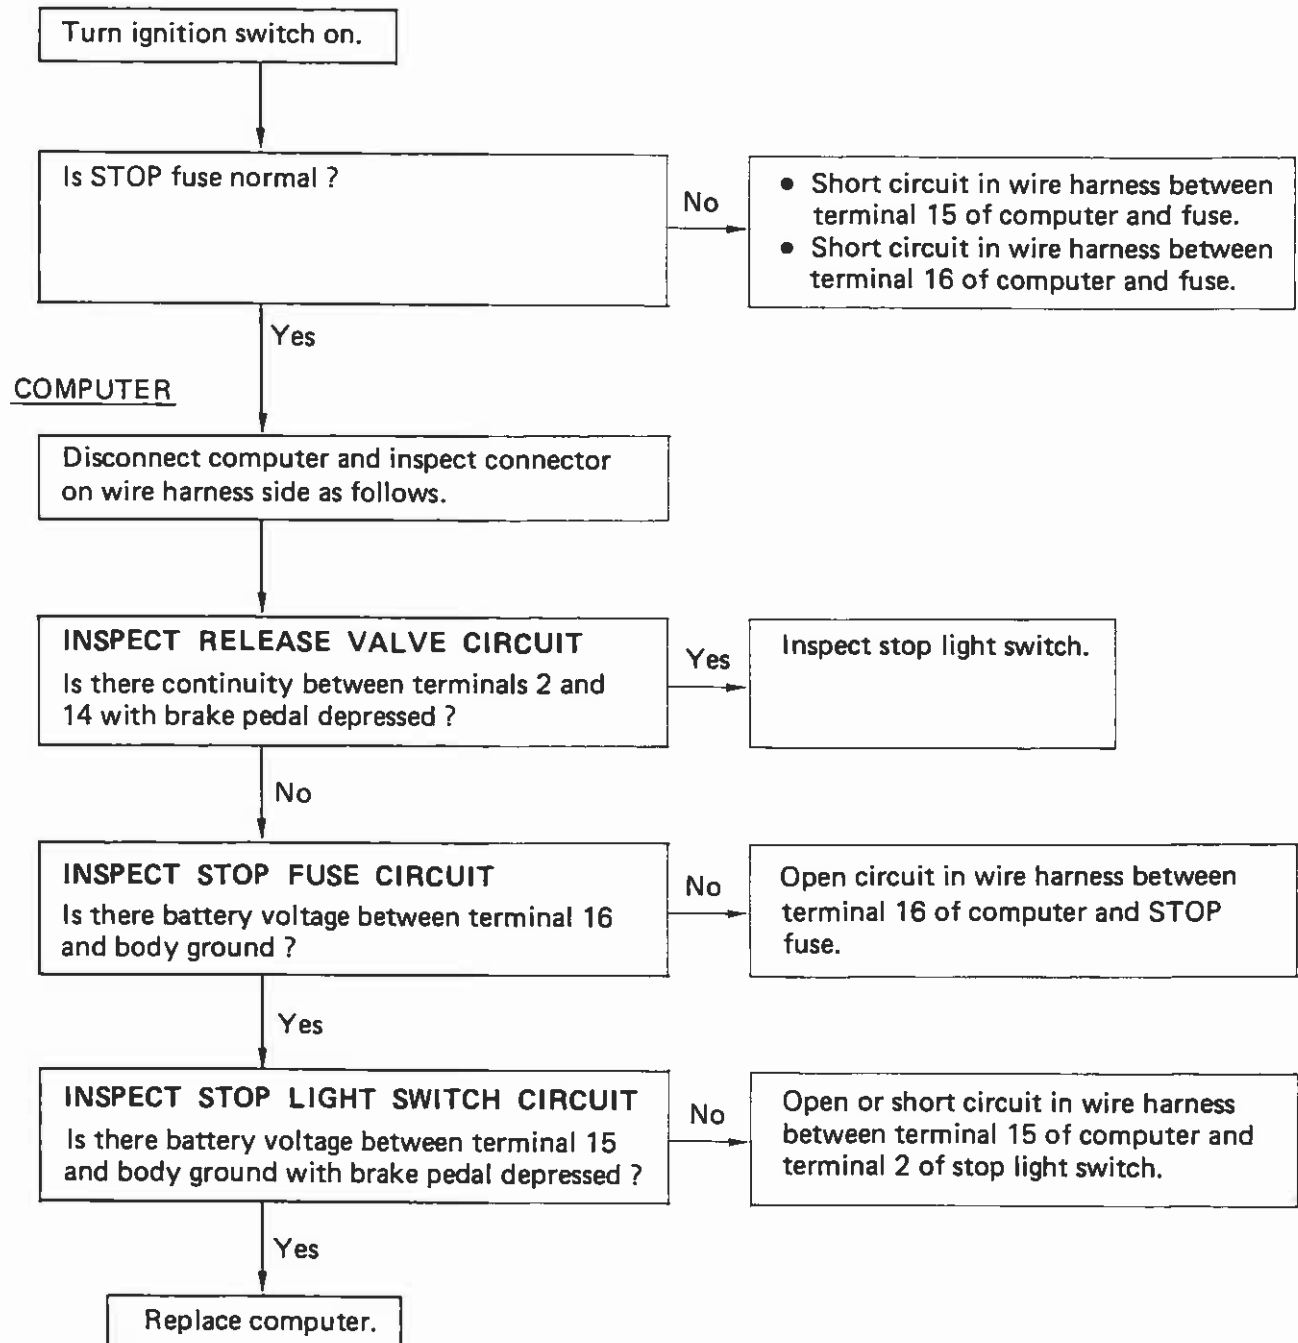 Turn ignition switch on.
Is STOP fuse normal ?
No
• Short circuit in wire harness between
terminal 15 of computer and fuse.
• Short circuit in wire harness between
terminal 16 of computer and fuse.
Yes
COMPUTER
Disconnect computer and inspect connector
on wire harness side as follows.
INSPECT RELEASE VALVE CIRCUIT
Is there continuity between terminals 2 and
14 with brake pedal depressed ?
Yes
Inspect stop light switch.
No
INSPECT STOP FUSE CIRCUIT
Is there battery voltage between terminal 16
and body ground ?
No
Open circuit in wire harness between
terminal 16 of computer and STOP
fuse.
Yes
INSPECT STOP LIGHT SWITCH CIRCUIT
Is there battery voltage between terminal 15
and body ground with brake pedal depressed ?
No
Open or short circuit in wire harness
between terminal 15 of computer and
terminal 2 of stop light switch.
Yes
Replace computer.